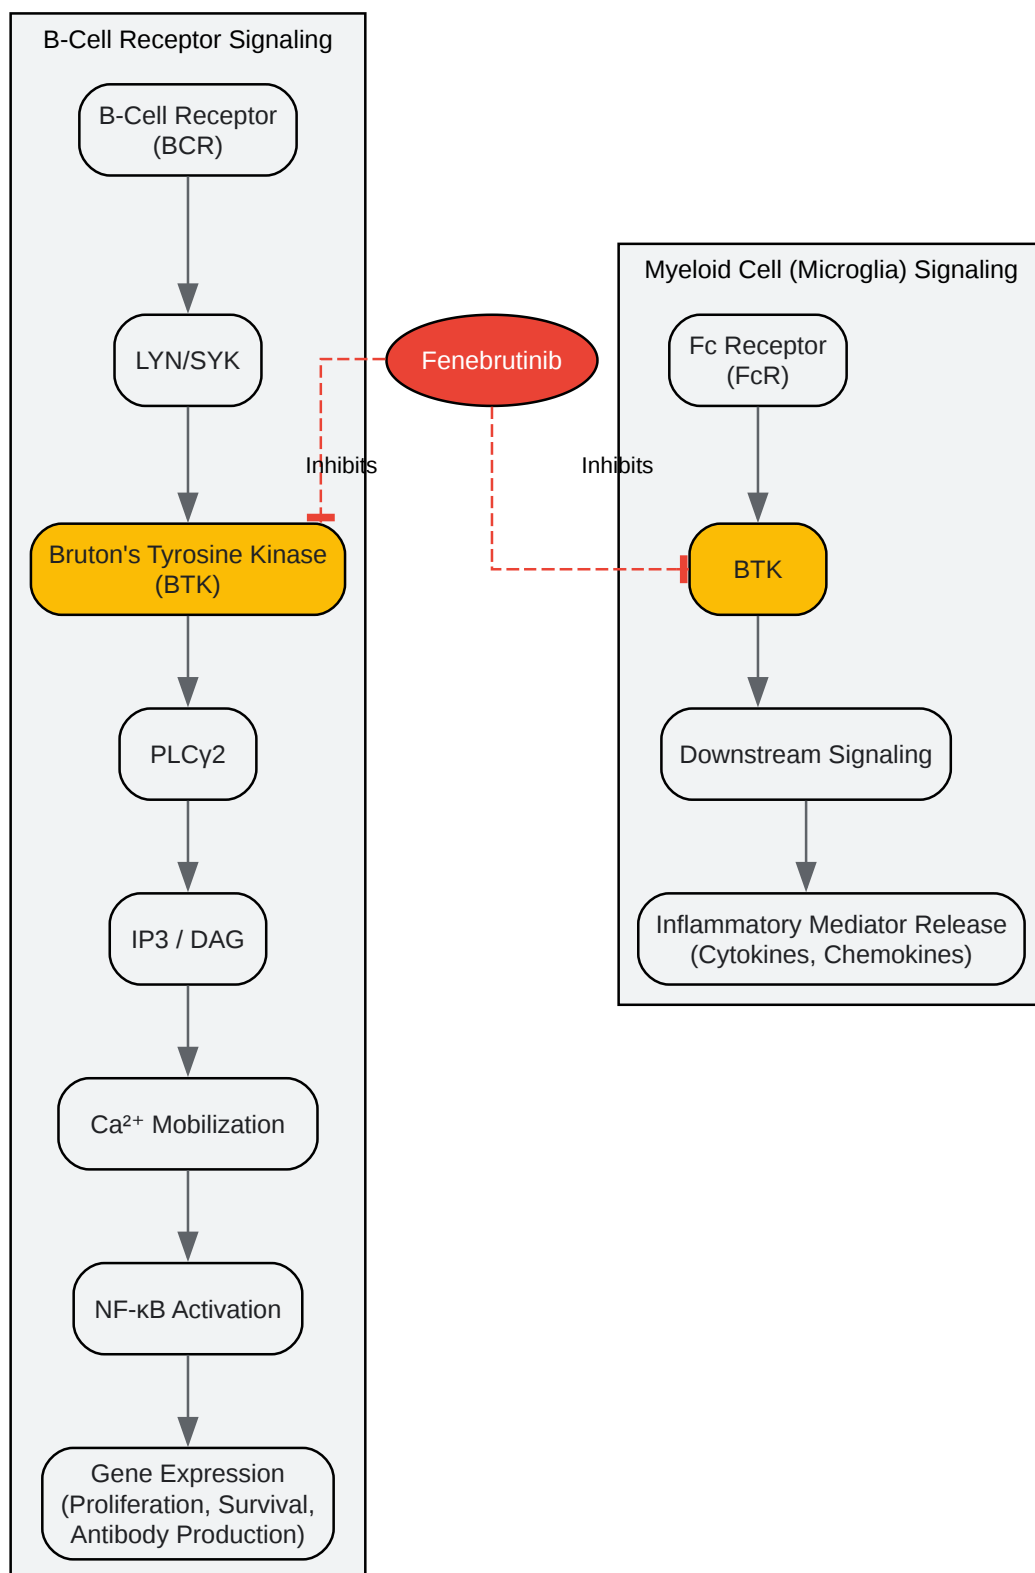 B-Cell Receptor Signaling
B-Cell Receptor
(BCR)
LYN/SYK
Bruton's Tyrosine Kinase
(BTK)
PLCγ2
IP3 / DAG
Ca²⁺ Mobilization
NF-κB Activation
Gene Expression
(Proliferation, Survival,
Antibody Production)
Fenebrutinib
Inhibits
Inhibits
Myeloid Cell (Microglia) Signaling
Fc Receptor
(FcR)
BTK
Downstream Signaling
Inflammatory Mediator Release
(Cytokines, Chemokines)